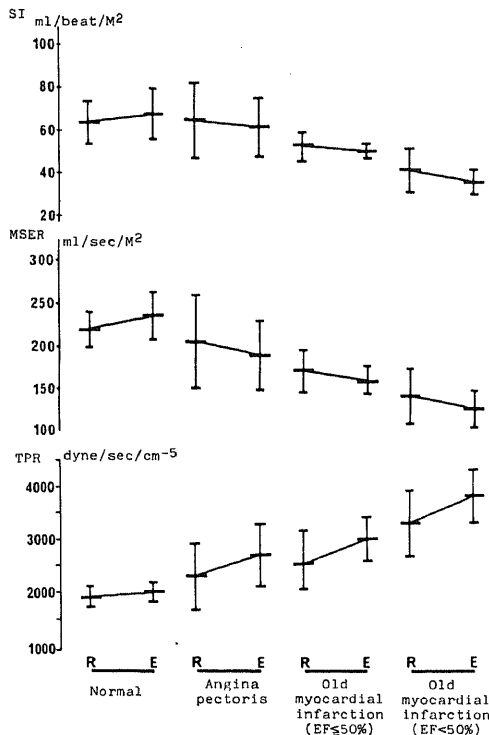 SI ml/beat/M²
100
80
60
40
20
MSER ml/sec/M²
300
250
200
150
100
TPR dyne/sec/cm⁻⁵
4000
3000
2000
1000
R E R E R E R E
Normal
Angina
pectoris
Old
myocardial
infarction
(EF≦50%)
Old
myocardial
infarction
(EF<50%)